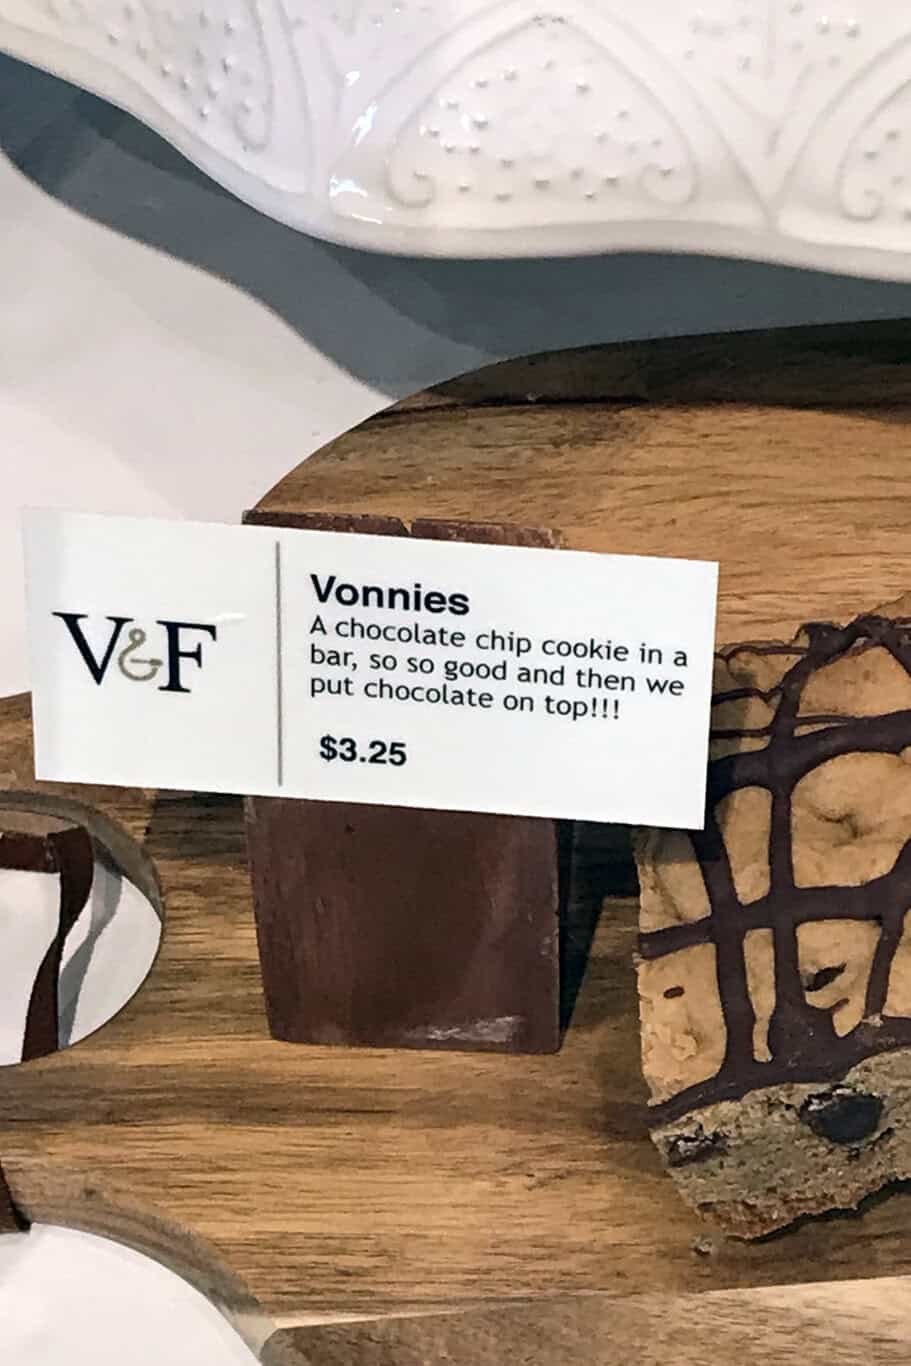 V&F
Vonnies
A chocolate chip cookie in a
bar, so so good and then we
put chocolate on top!!!
$3.25